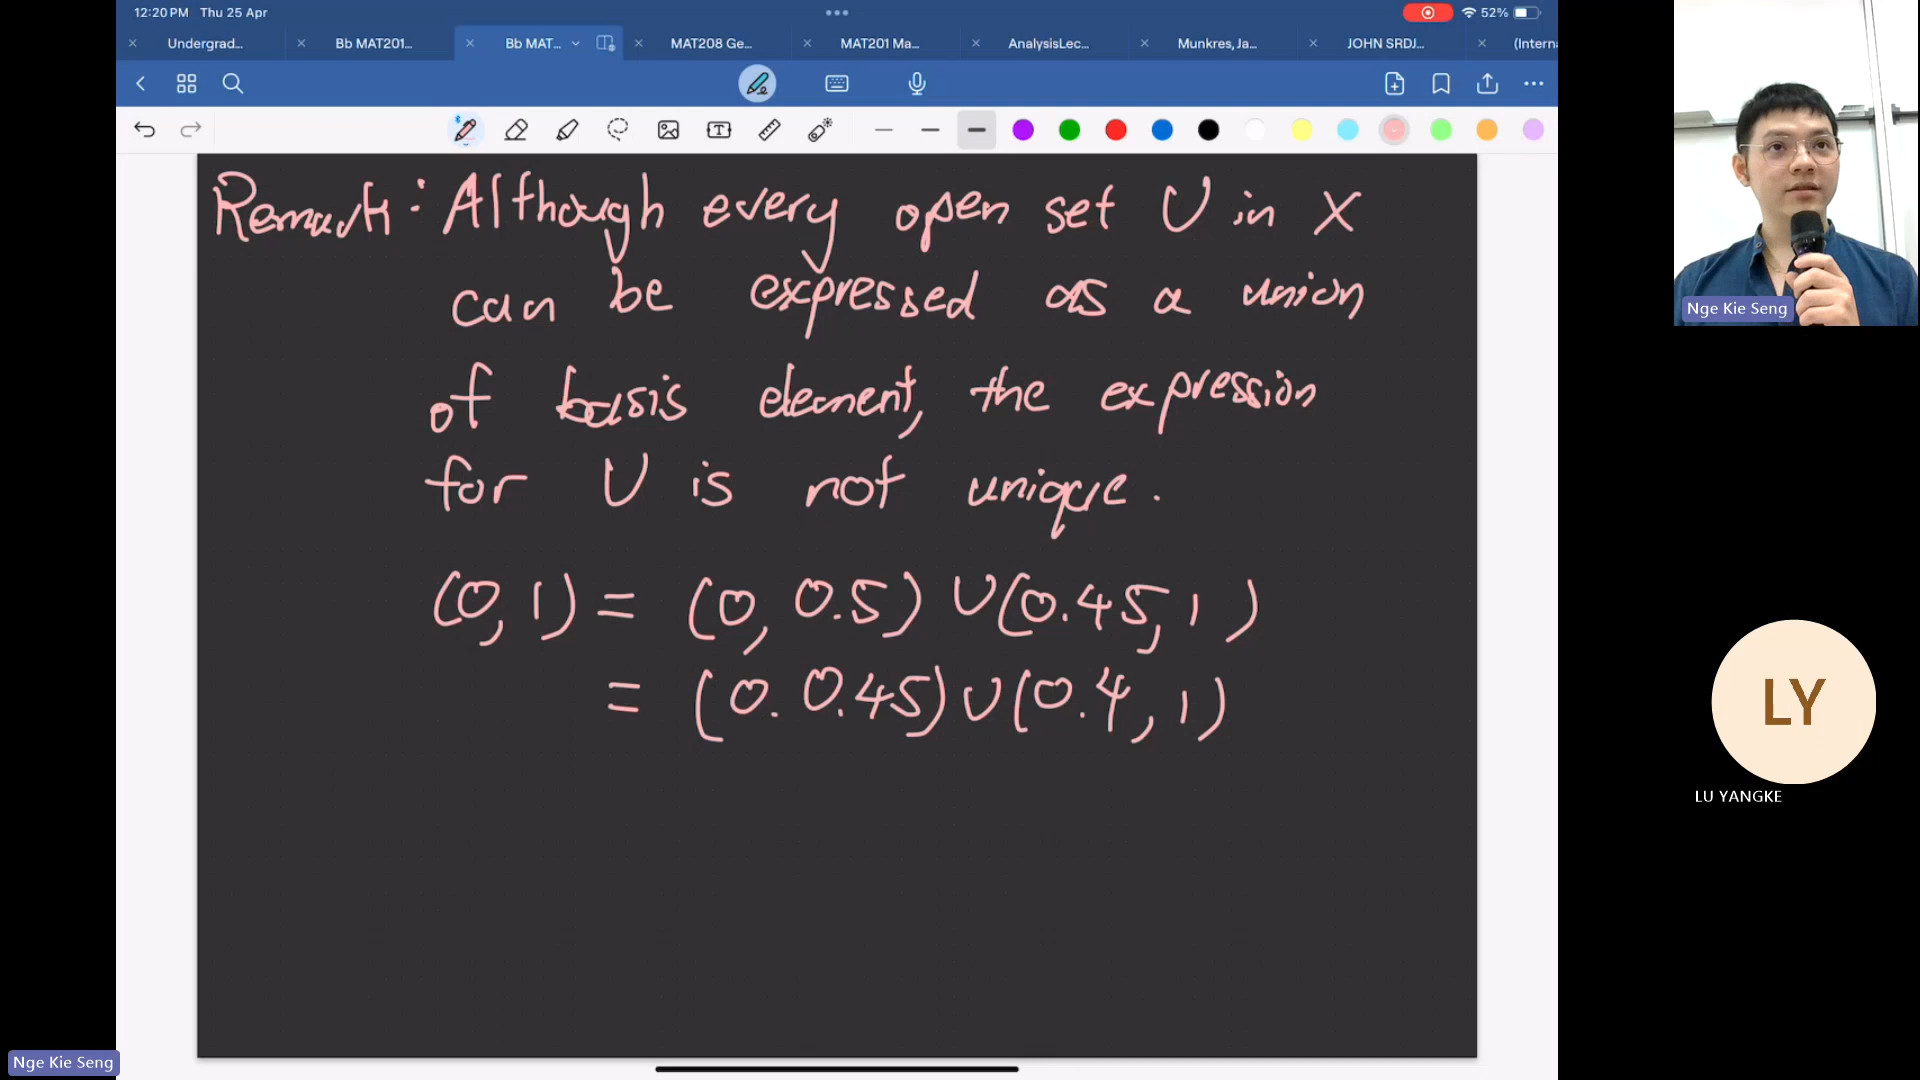 12:20 PM Thu 25 Apr
52%
Undergrad...
Bb MAT201...
Bb MAT...
MAT208 Ge...
MAT201 Ma...
AnalysisLec...
Munkres, Ja...
JOHN SRDJ...
(Intern
Remark: Although every open set U in X
can be expressed as a union
of basis element, the expression
for U is not unique.
(0, 1) = (0, 0.5) ∪ (0.45, 1)
= (0. 0.45) ∪ (0.4, 1)
Nge Kie Seng
LY
LU YANGKE
Nge Kie Seng